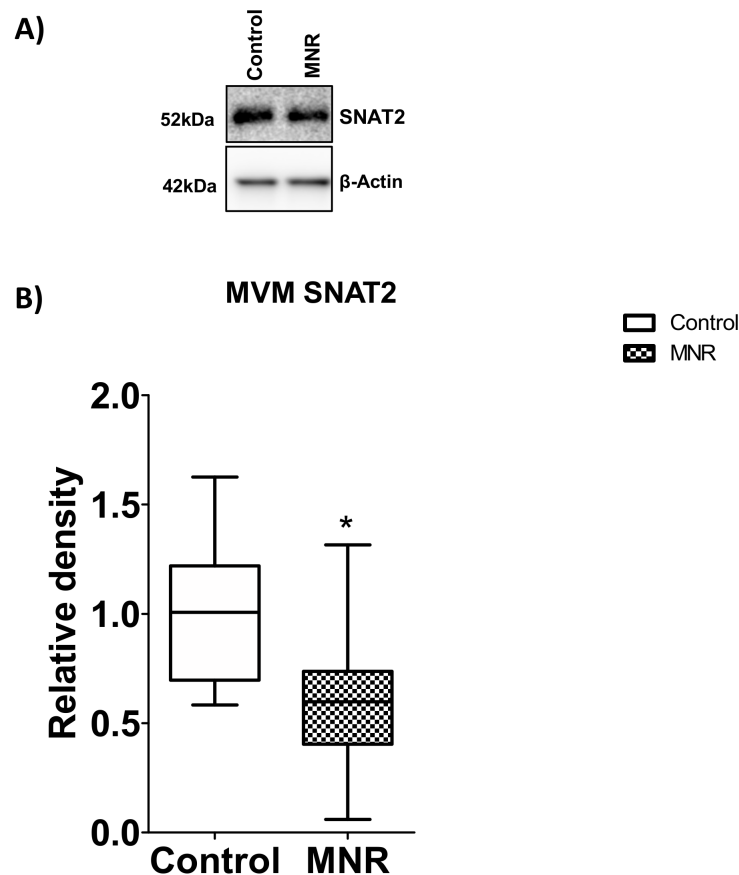 A)
Control
MNR
52kDa
SNAT2
42kDa
β-Actin
B)
MVM SNAT2
Control
MNR
2.0
1.5
1.0
0.5
0.0
Relative density
*
Control
MNR